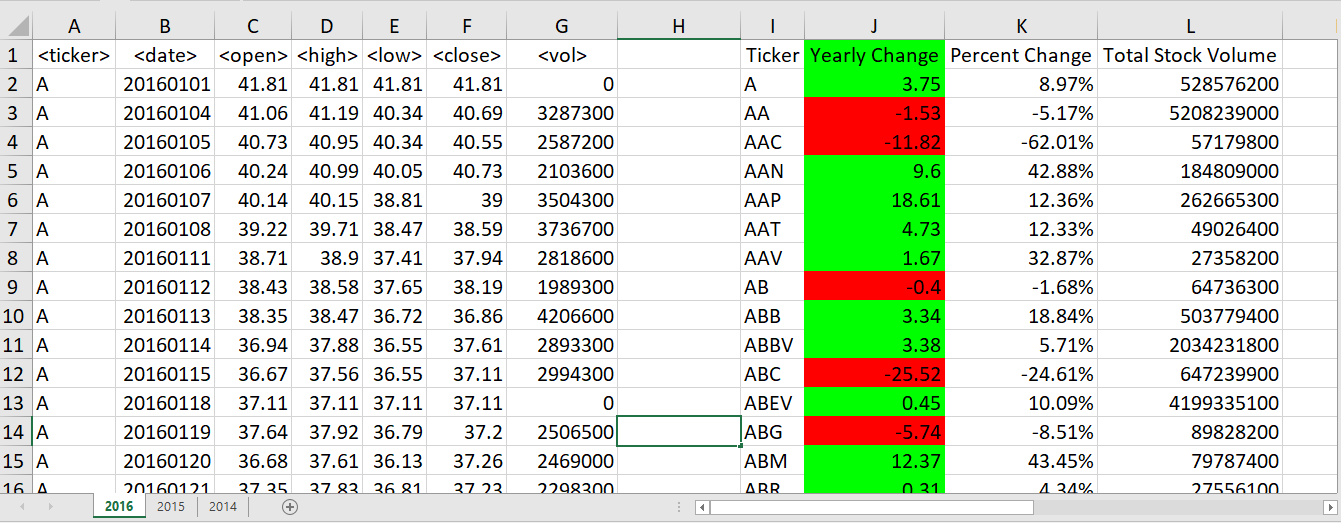 A B C D E F G H I J K L
1 <ticker> <date> <open> <high> <low> <close> <vol> Ticker Yearly Change Percent Change Total Stock Volume
2 A 20160101 41.81 41.81 41.81 41.81 0 A 3.75 8.97% 528576200
3 A 20160104 41.06 41.19 40.34 40.69 3287300 AA -1.53 -5.17% 5208239000
4 A 20160105 40.73 40.95 40.34 40.55 2587200 AAC -11.82 -62.01% 57179800
5 A 20160106 40.24 40.99 40.05 40.73 2103600 AAN 9.6 42.88% 184809000
6 A 20160107 40.14 40.15 38.81 39 3504300 AAP 18.61 12.36% 262665300
7 A 20160108 39.22 39.71 38.47 38.59 3736700 AAT 4.73 12.33% 49026400
8 A 20160111 38.71 38.9 37.41 37.94 2818600 AAV 1.67 32.87% 27358200
9 A 20160112 38.43 38.58 37.65 38.19 1989300 AB -0.4 -1.68% 64736300
10 A 20160113 38.35 38.47 36.72 36.86 4206600 ABB 3.34 18.84% 503779400
11 A 20160114 36.94 37.88 36.55 37.61 2893300 ABBV 3.38 5.71% 2034231800
12 A 20160115 36.67 37.56 36.55 37.11 2994300 ABC -25.52 -24.61% 647239900
13 A 20160118 37.11 37.11 37.11 37.11 0 ABEV 0.45 10.09% 4199335100
14 A 20160119 37.64 37.92 36.79 37.2 2506500 ABG -5.74 -8.51% 89828200
15 A 20160120 36.68 37.61 36.13 37.26 2469000 ABM 12.37 43.45% 79787400
16 A 20160121 37.35 37.83 36.81 37.23 2298300 ABR 0.31 4.34% 27556100
2016 2015 2014